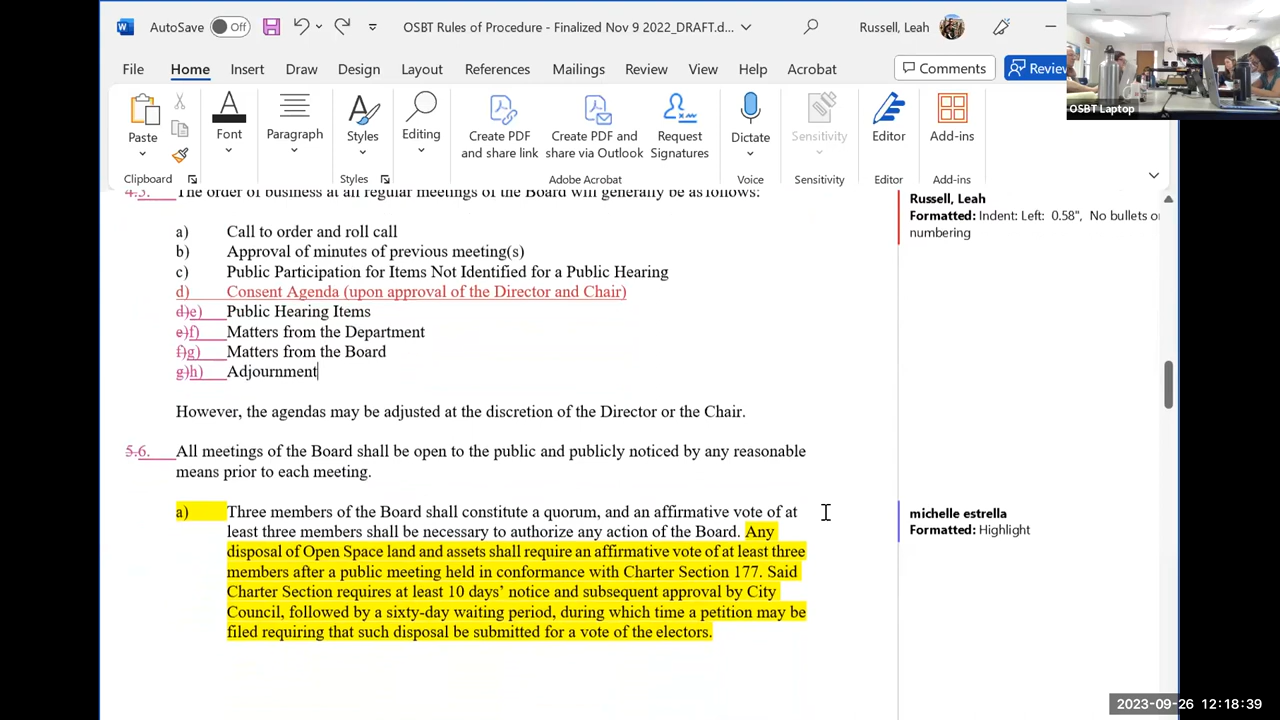 AutoSave Off OSBT Rules of Procedure - Finalized Nov 9 2022_DRAFT.d... Russell, Leah
File Home Insert Draw Design Layout References Mailings Review View Help Acrobat Comments Review
Paste Font Paragraph Styles Editing Create PDF and share link Create PDF and share via Outlook Request Signatures Dictate Sensitivity Editor Add-ins
Clipboard Styles Adobe Acrobat Voice Sensitivity Editor Add-ins
OSBT Laptop
4.5. The order of business at all regular meetings of the Board will generally be as follows:
a) Call to order and roll call
b) Approval of minutes of previous meeting(s)
c) Public Participation for Items Not Identified for a Public Hearing
d) Consent Agenda (upon approval of the Director and Chair)
d)e) Public Hearing Items
e)f) Matters from the Department
f)g) Matters from the Board
g)h) Adjournment
However, the agendas may be adjusted at the discretion of the Director or the Chair.
5.6. All meetings of the Board shall be open to the public and publicly noticed by any reasonable
means prior to each meeting.
a) Three members of the Board shall constitute a quorum, and an affirmative vote of at
least three members shall be necessary to authorize any action of the Board. Any
disposal of Open Space land and assets shall require an affirmative vote of at least three
members after a public meeting held in conformance with Charter Section 177. Said
Charter Section requires at least 10 days' notice and subsequent approval by City
Council, followed by a sixty-day waiting period, during which time a petition may be
filed requiring that such disposal be submitted for a vote of the electors.
Russell, Leah
Formatted: Indent: Left: 0.58", No bullets or
numbering
michelle estrella
Formatted: Highlight
2023-09-26 12:18:39